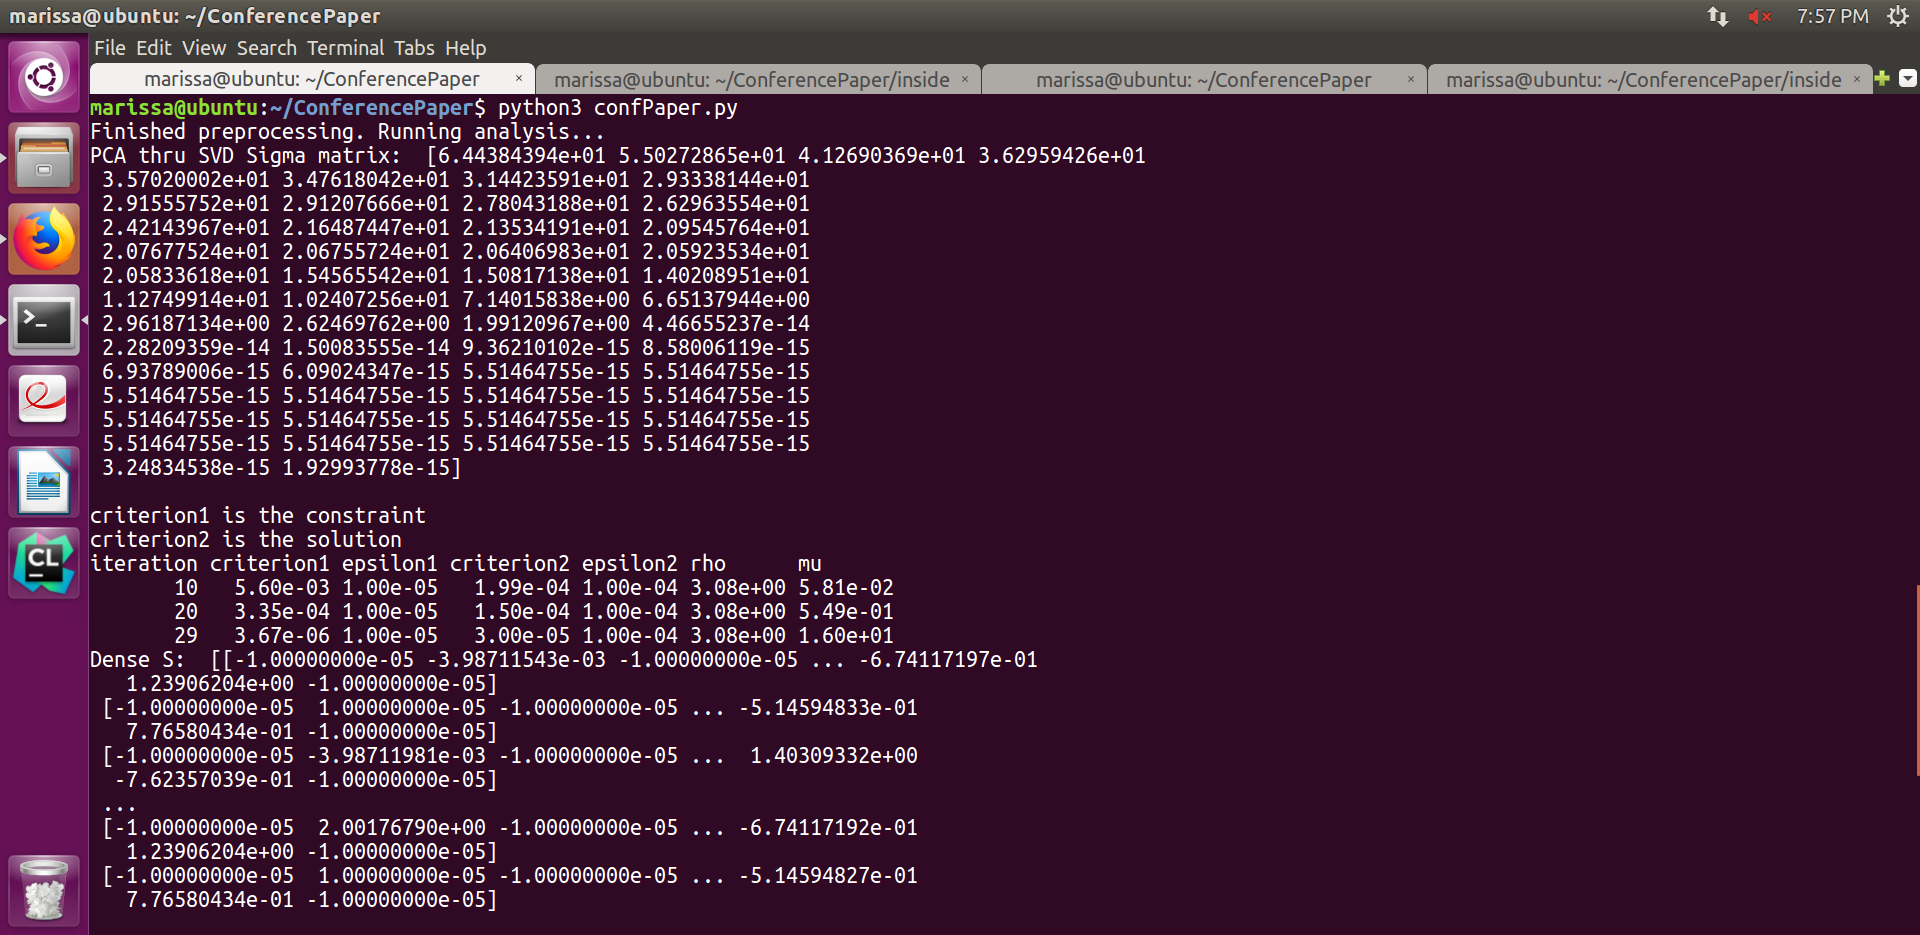 marissa@ubuntu: ~/ConferencePaper
7:57 PM
File Edit View Search Terminal Tabs Help
marissa@ubuntu: ~/ConferencePaper × marissa@ubuntu: ~/ConferencePaper/inside × marissa@ubuntu: ~/ConferencePaper × marissa@ubuntu: ~/ConferencePaper/inside ×
marissa@ubuntu:~/ConferencePaper$ python3 confPaper.py
Finished preprocessing. Running analysis...
PCA thru SVD Sigma matrix:  [6.44384394e+01 5.50272865e+01 4.12690369e+01 3.62959426e+01
 3.57020002e+01 3.47618042e+01 3.14423591e+01 2.93338144e+01
 2.91555752e+01 2.91207666e+01 2.78043188e+01 2.62963554e+01
 2.42143967e+01 2.16487447e+01 2.13534191e+01 2.09545764e+01
 2.07677524e+01 2.06755724e+01 2.06406983e+01 2.05923534e+01
 2.05833618e+01 1.54565542e+01 1.50817138e+01 1.40208951e+01
 1.12749914e+01 1.02407256e+01 7.14015838e+00 6.65137944e+00
 2.96187134e+00 2.62469762e+00 1.99120967e+00 4.46655237e-14
 2.28209359e-14 1.50083555e-14 9.36210102e-15 8.58006119e-15
 6.93789006e-15 6.09024347e-15 5.51464755e-15 5.51464755e-15
 5.51464755e-15 5.51464755e-15 5.51464755e-15 5.51464755e-15
 5.51464755e-15 5.51464755e-15 5.51464755e-15 5.51464755e-15
 5.51464755e-15 5.51464755e-15 5.51464755e-15 5.51464755e-15
 3.24834538e-15 1.92993778e-15]
criterion1 is the constraint
criterion2 is the solution
iteration criterion1 epsilon1 criterion2 epsilon2 rho      mu
       10   5.60e-03 1.00e-05   1.99e-04 1.00e-04 3.08e+00 5.81e-02
       20   3.35e-04 1.00e-05   1.50e-04 1.00e-04 3.08e+00 5.49e-01
       29   3.67e-06 1.00e-05   3.00e-05 1.00e-04 3.08e+00 1.60e+01
Dense S:  [[-1.00000000e-05 -3.98711543e-03 -1.00000000e-05 ... -6.74117197e-01
   1.23906204e+00 -1.00000000e-05]
 [-1.00000000e-05  1.00000000e-05 -1.00000000e-05 ... -5.14594833e-01
   7.76580434e-01 -1.00000000e-05]
 [-1.00000000e-05 -3.98711981e-03 -1.00000000e-05 ...  1.40309332e+00
  -7.62357039e-01 -1.00000000e-05]
 ...
 [-1.00000000e-05  2.00176790e+00 -1.00000000e-05 ... -6.74117192e-01
   1.23906204e+00 -1.00000000e-05]
 [-1.00000000e-05  1.00000000e-05 -1.00000000e-05 ... -5.14594827e-01
   7.76580434e-01 -1.00000000e-05]
>_
CL